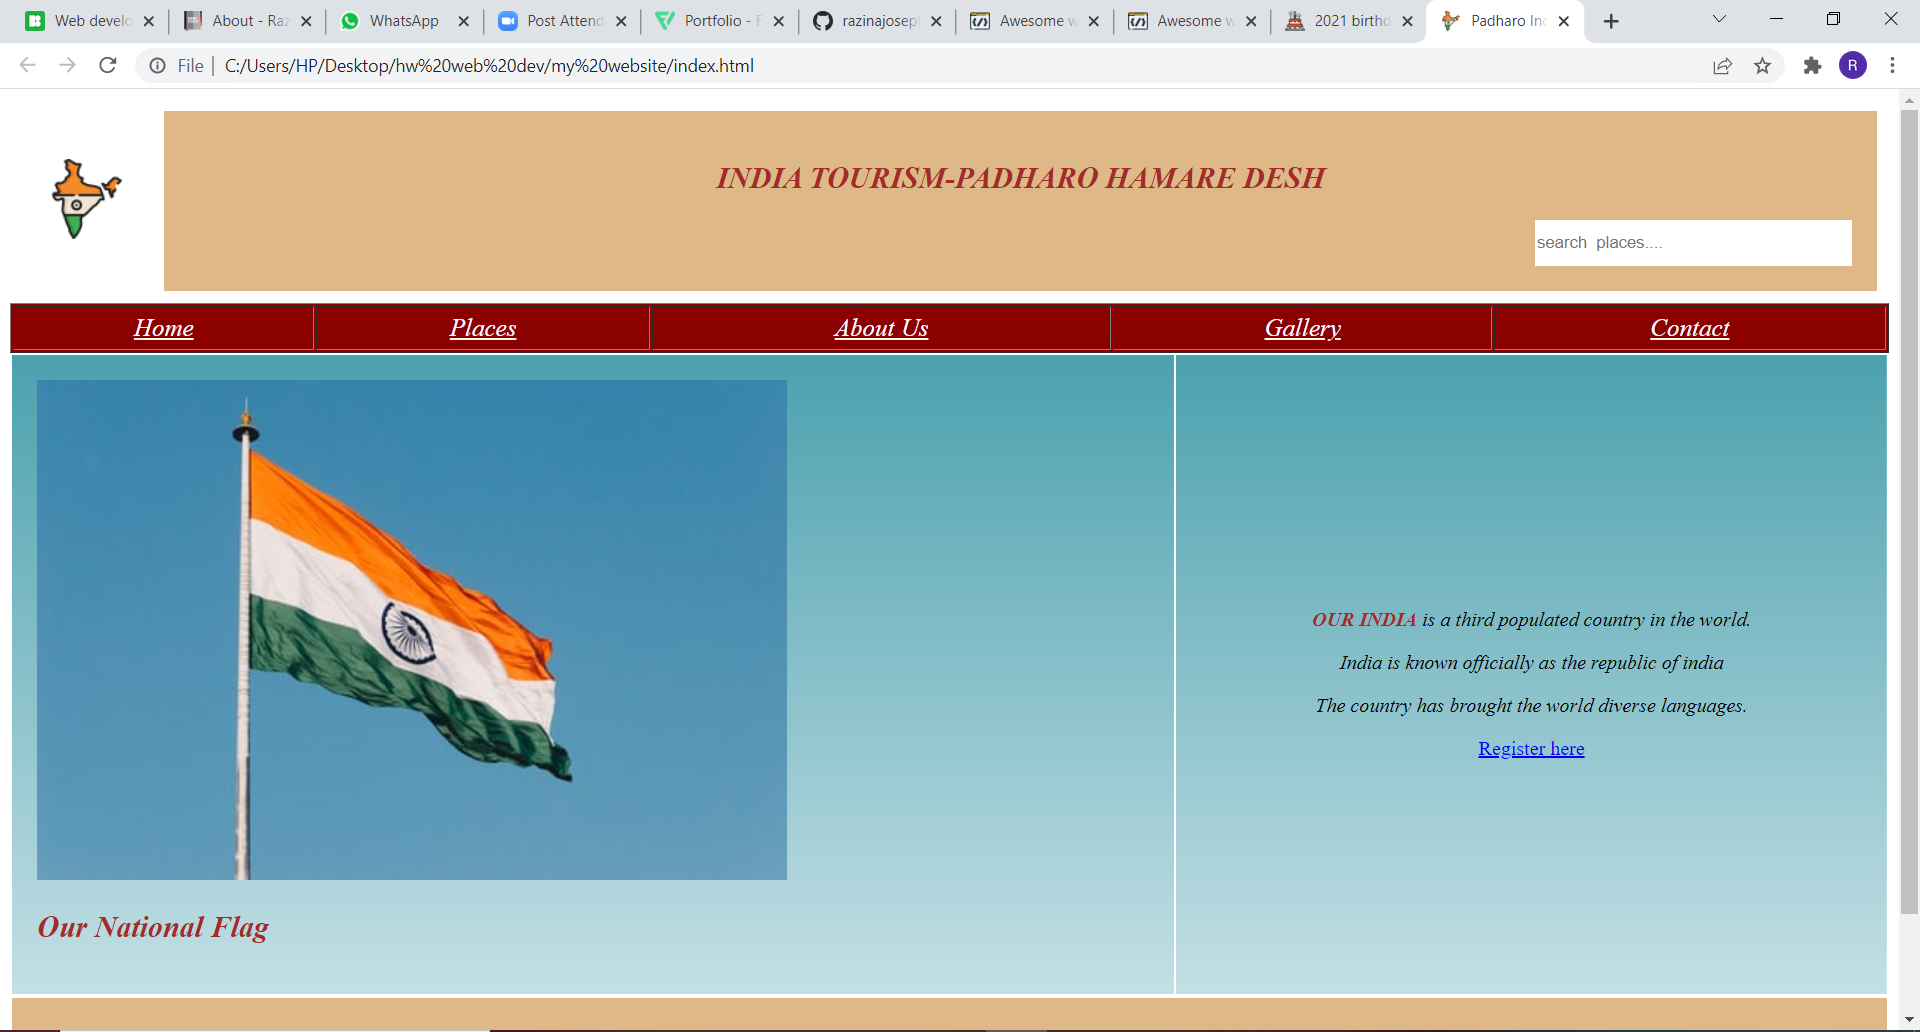 Web develo
About - Raz
WhatsApp
Post Attend
Portfolio - F
razinajosepl
Awesome w
Awesome w
2021 birthd
Padharo Inc
File | C:/Users/HP/Desktop/hw%20web%20dev/my%20website/index.html
R
INDIA TOURISM-PADHARO HAMARE DESH
search  places....
Home Places About Us Gallery Contact
OUR INDIA is a third populated country in the world.
India is known officially as the republic of india
The country has brought the world diverse languages.
Register here
Our National Flag